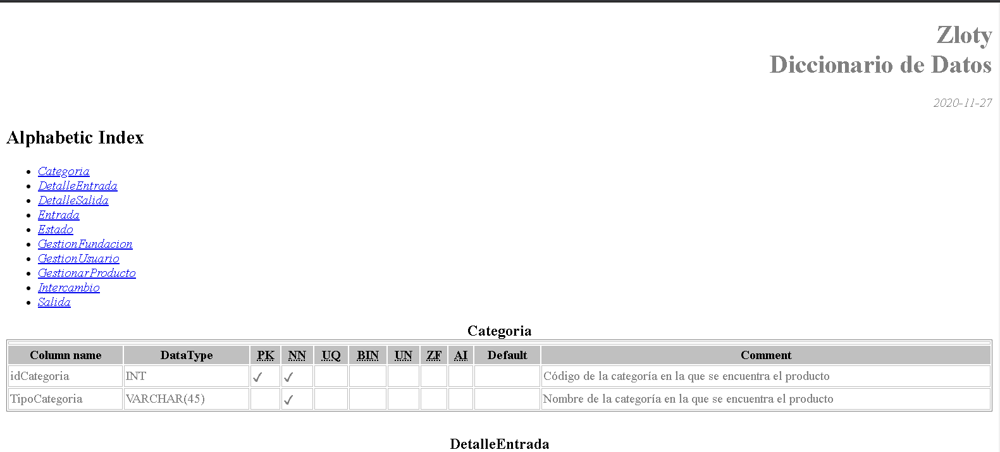 Zloty
Diccionario de Datos
2020-11-27
Alphabetic Index
Categoria
DetalleEntrada
DetalleSalida
Entrada
Estado
GestionFundacion
GestionUsuario
GestionarProducto
Intercambio
Salida
Categoria
Column name DataType PK NN UQ BIN UN ZF AI Default Comment
idCategoria INT ✓ ✓ Código de la categoría en la que se encuentra el producto
TipoCategoria VARCHAR(45) ✓ Nombre de la categoría en la que se encuentra el producto
DetalleEntrada